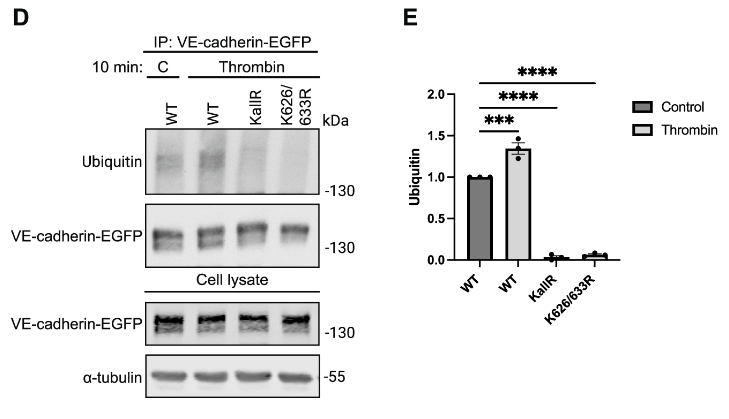 D
IP: VE-cadherin-EGFP
10 min: C Thrombin
WT WT KallR K626/633R kDa
Ubiquitin
-130
VE-cadherin-EGFP
-130
Cell lysate
VE-cadherin-EGFP
-130
α-tubulin -55
E
****
****
***
Control
Thrombin
Ubiquitin
2.0
1.5
1.0
0.5
0.0
WT WT KallR K626/633R